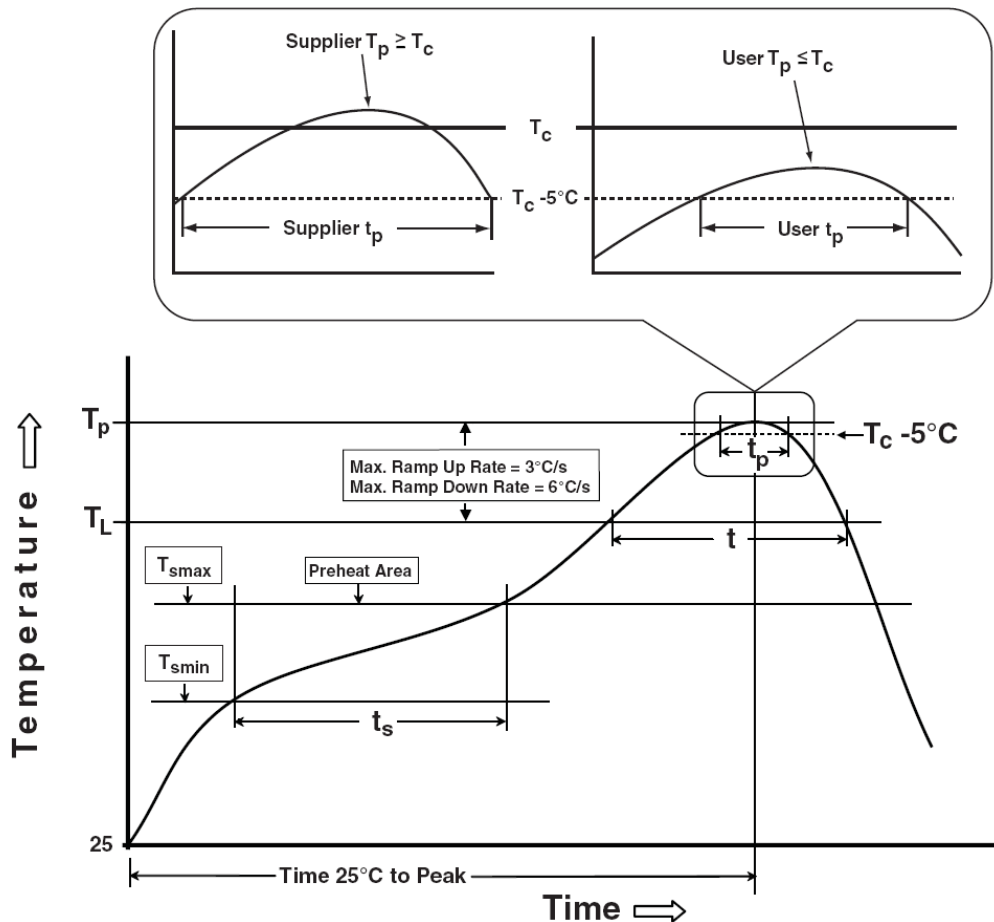 Supplier Tp ≥ Tc
User Tp ≤ Tc
Tc
Tc -5°C
Supplier tp
User tp
Tp
Tc -5°C
tp
Max. Ramp Up Rate = 3°C/s
Max. Ramp Down Rate = 6°C/s
TL
t
Tsmax
Preheat Area
Tsmin
ts
Temperature
25
Time 25°C to Peak
Time